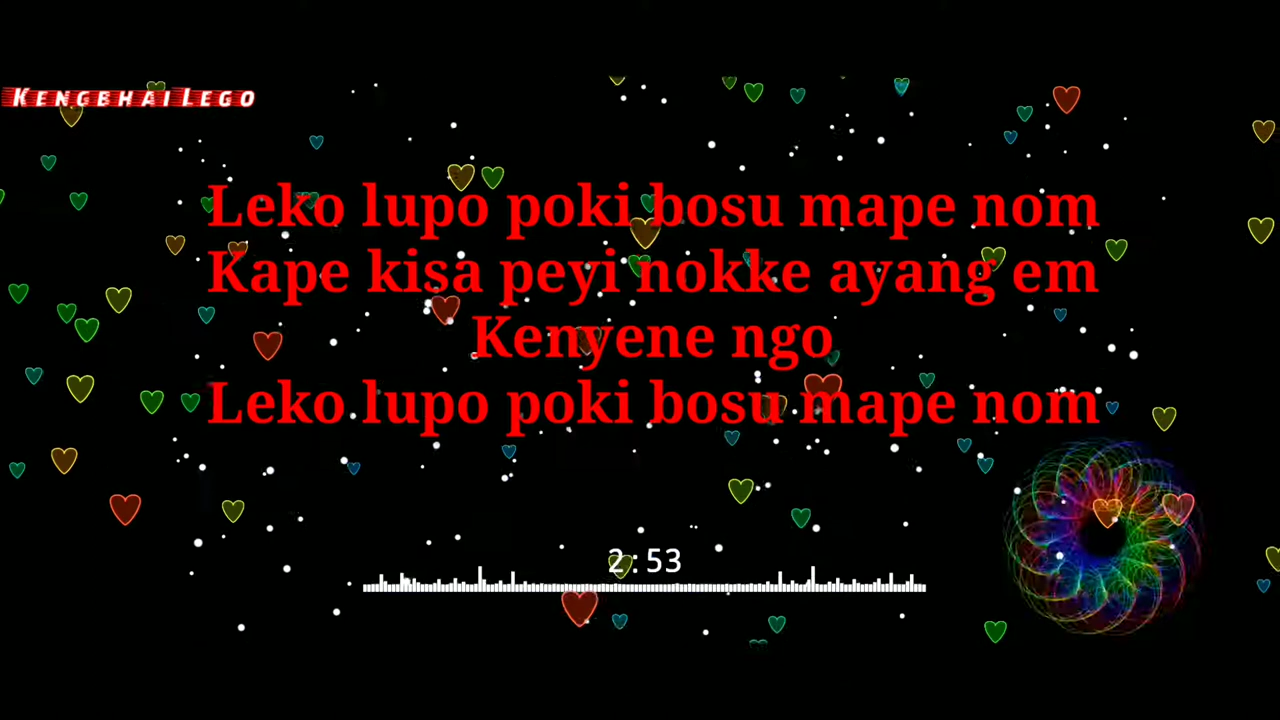 KENGBHAI LEGO
Leko lupo poki bosu mape nom
Kape kisa peyi nokke ayang em
Kenyene ngo
Leko lupo poki bosu mape nom
2:53